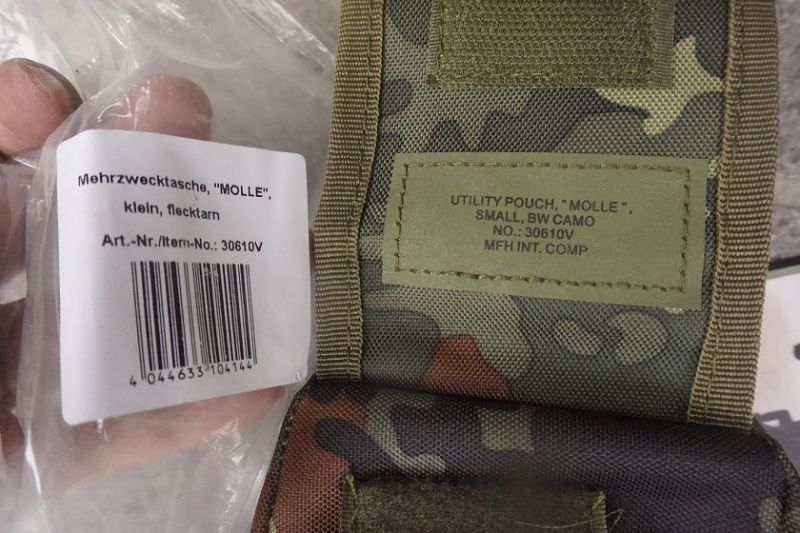 Mehrzwecktasche, "MOLLE",
klein, flecktarn
Art.-Nr./Item-No.: 30610V
4 044633 104144
UTILITY POUCH, "MOLLE ",
SMALL, BW CAMO
NO.: 30610V
MFH INT. COMP